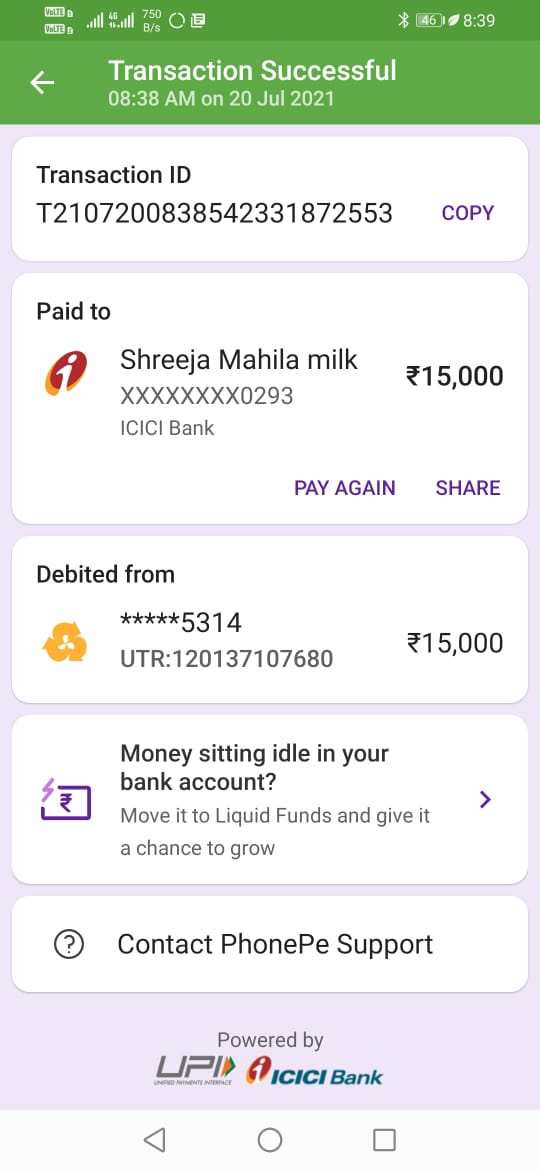 VoLTE 1 4G 750 46 8:39
VoLTE 2 B/s
Transaction Successful
08:38 AM on 20 Jul 2021
Transaction ID
T2107200838542331872553 COPY
Paid to
Shreeja Mahila milk ₹15,000
XXXXXXXX0293
ICICI Bank
PAY AGAIN SHARE
Debited from
*****5314 ₹15,000
UTR:120137107680
Money sitting idle in your
bank account?
Move it to Liquid Funds and give it
a chance to grow
Contact PhonePe Support
Powered by
UPI ICICI Bank
UNIFIED PAYMENTS INTERFACE